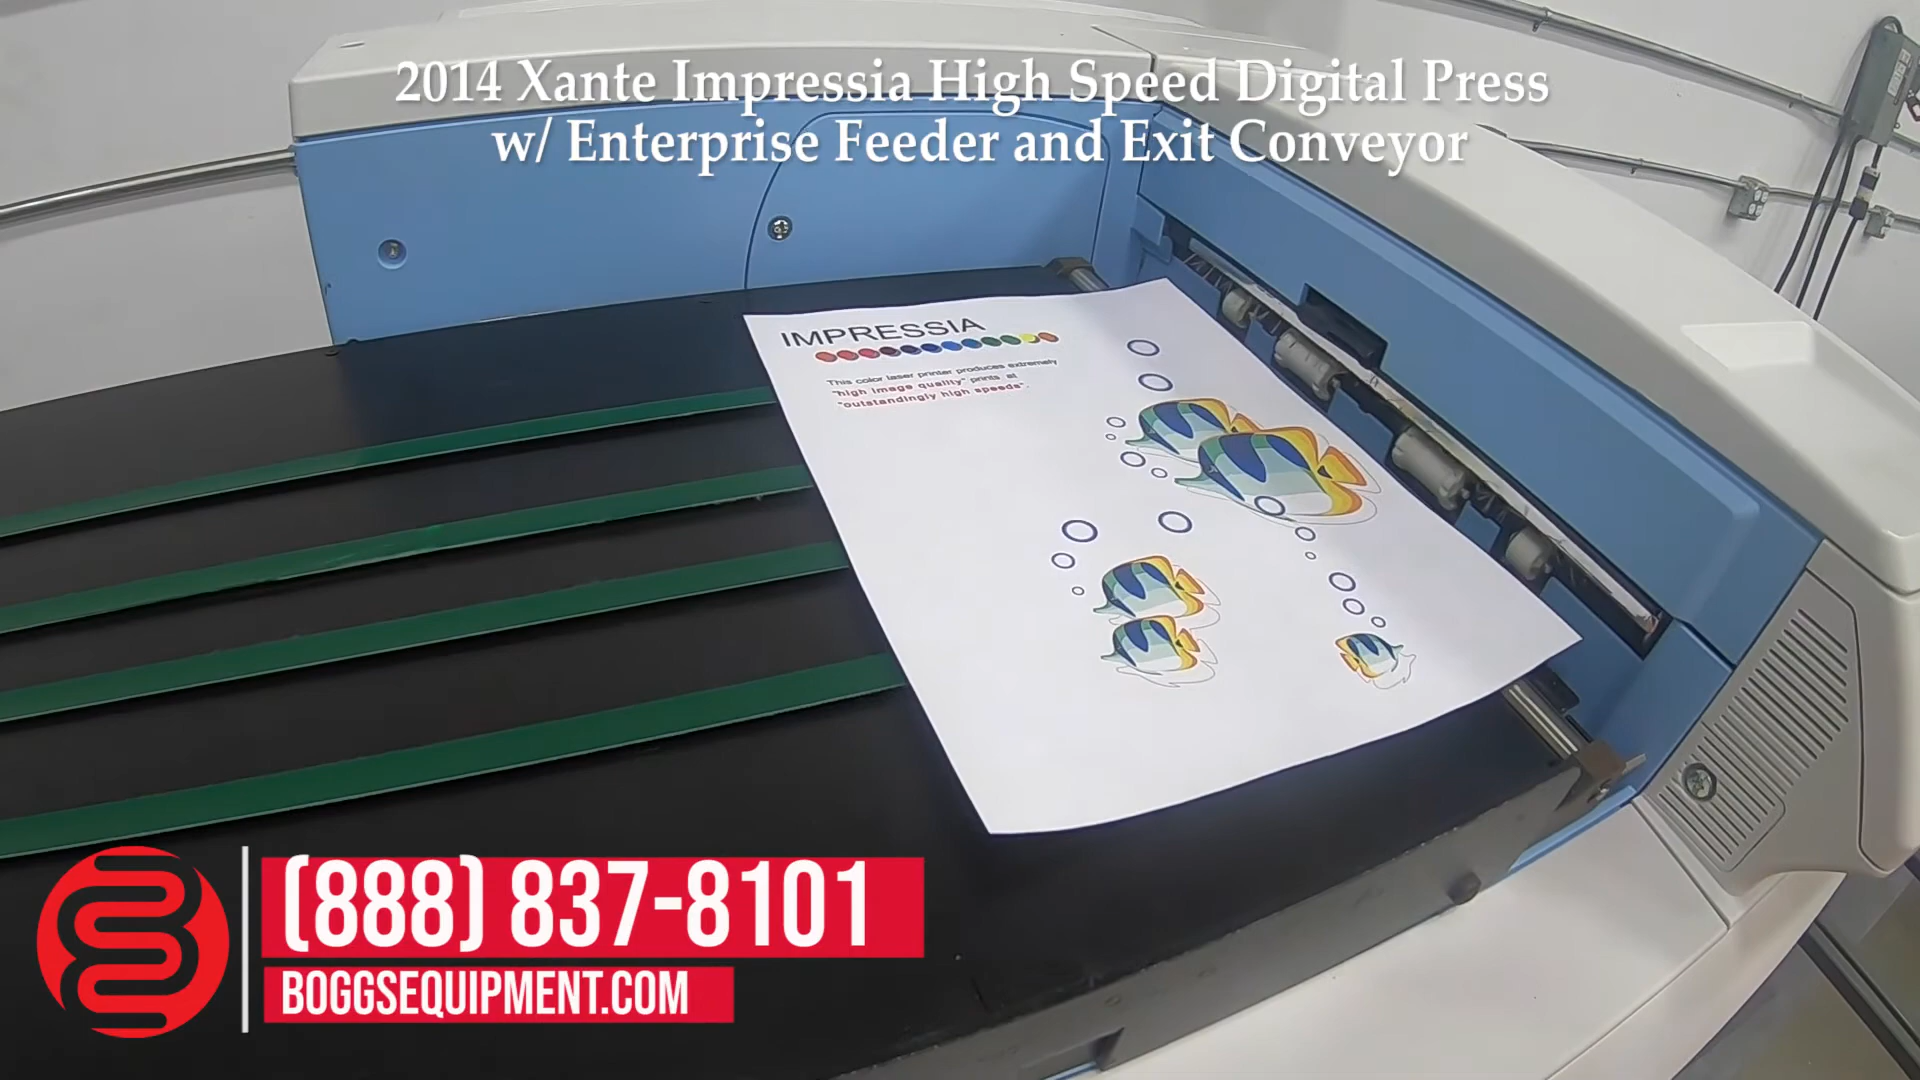 2014 Xante Impressia High Speed Digital Press
w/ Enterprise Feeder and Exit Conveyor
IMPRESSIA
This color laser printer produces extremely
"high image quality" prints at
"outstandingly high speeds".
(888) 837-8101
BOGGSEQUIPMENT.COM